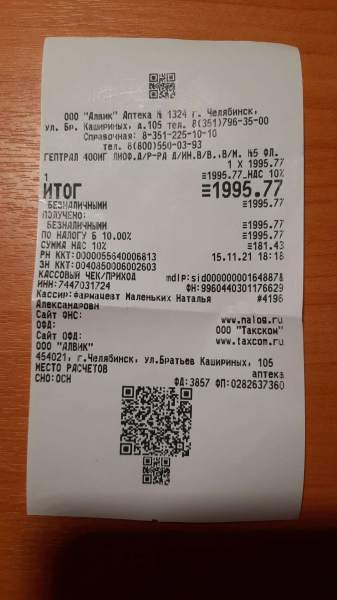 ООО "Алвик" Аптека N 1324 г. Челябинск,
ул. Бр. Кашириных, д.105 тел. 8(351)796-35-00
Справочная: 8-351-225-10-10
тел. 8(800)550-03-93
ГЕПТРАЛ 400МГ ЛИОФ.Д/Р-РА Д/ИН.В/В.,В/М. №5 ФЛ.
1 X 1995.77
1 ≡1995.77_НДС 10%
ИТОГ ≡1995.77
БЕЗНАЛИЧНЫМИ ≡1995.77
ПОЛУЧЕНО:
БЕЗНАЛИЧНЫМИ ≡1995.77
ПО НАЛОГУ Б 10.00% ≡1995.77
СУММА НДС 10% ≡181.43
РН ККТ:0000055640006813 15.11.21 18:18
ЗН ККТ:0040850006002603
КАССОВЫЙ ЧЕК/ПРИХОД mdlp:sid00000000164887&
ИНН:7447031724 ФН:9960440301176629
Кассир:Фармацевт Маленьких Наталья #4196
Александровн
Сайт ФНС: www.nalog.ru
ОФД: ООО "Такском"
Сайт ОФД: www.taxcom.ru
ООО "АЛВИК"
454021, г.Челябинск, ул.Братьев Кашириных, 105
МЕСТО РАСЧЕТОВ аптека
СНО:ОСН ФД:3857 ФП:0282637360